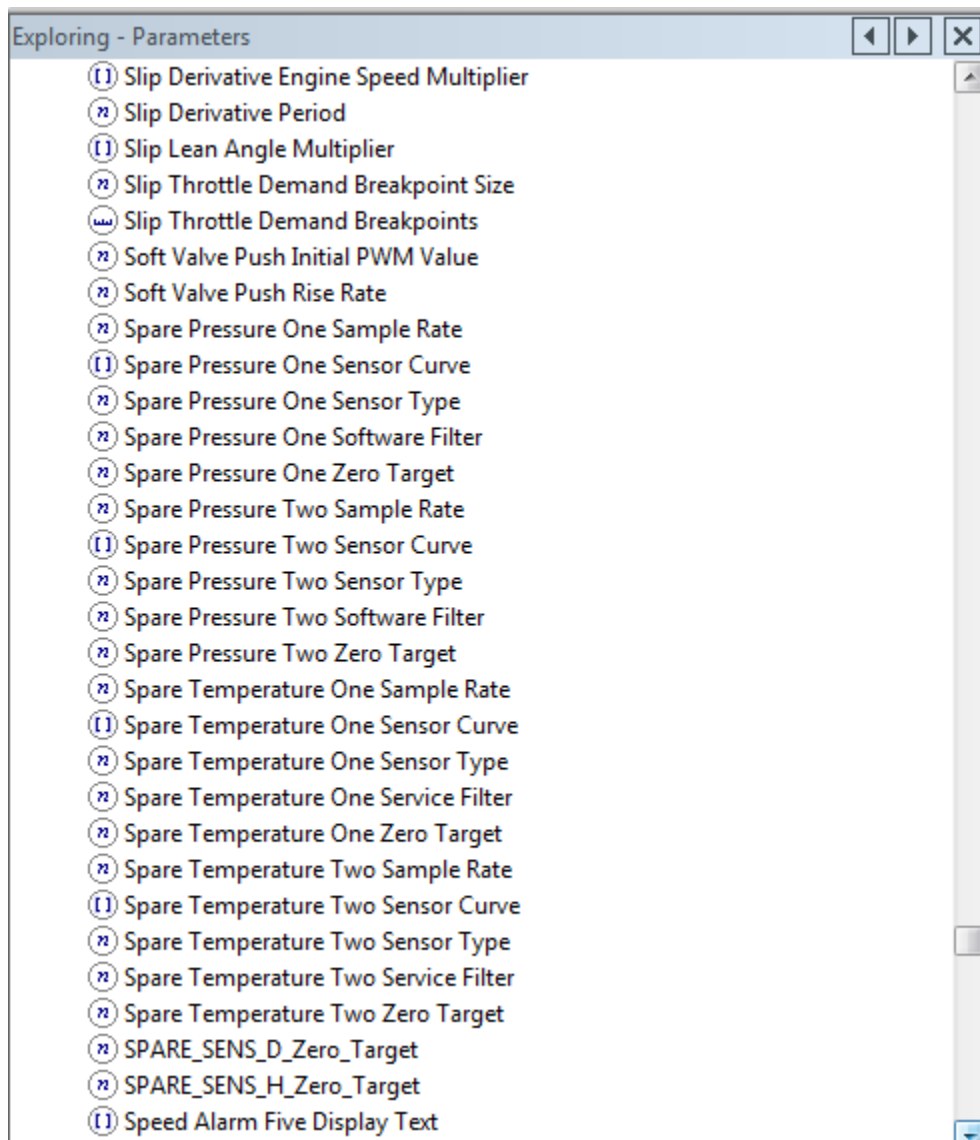 Exploring - Parameters
Slip Derivative Engine Speed Multiplier
Slip Derivative Period
Slip Lean Angle Multiplier
Slip Throttle Demand Breakpoint Size
Slip Throttle Demand Breakpoints
Soft Valve Push Initial PWM Value
Soft Valve Push Rise Rate
Spare Pressure One Sample Rate
Spare Pressure One Sensor Curve
Spare Pressure One Sensor Type
Spare Pressure One Software Filter
Spare Pressure One Zero Target
Spare Pressure Two Sample Rate
Spare Pressure Two Sensor Curve
Spare Pressure Two Sensor Type
Spare Pressure Two Software Filter
Spare Pressure Two Zero Target
Spare Temperature One Sample Rate
Spare Temperature One Sensor Curve
Spare Temperature One Sensor Type
Spare Temperature One Service Filter
Spare Temperature One Zero Target
Spare Temperature Two Sample Rate
Spare Temperature Two Sensor Curve
Spare Temperature Two Sensor Type
Spare Temperature Two Service Filter
Spare Temperature Two Zero Target
SPARE_SENS_D_Zero_Target
SPARE_SENS_H_Zero_Target
Speed Alarm Five Display Text